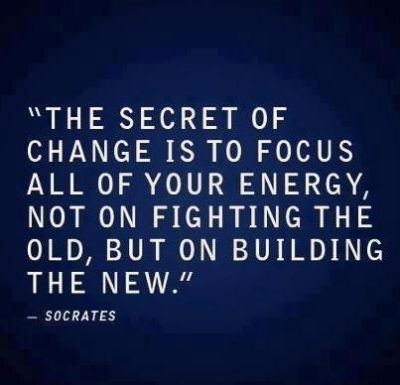 “THE SECRET OF
CHANGE IS TO FOCUS
ALL OF YOUR ENERGY,
NOT ON FIGHTING THE
OLD, BUT ON BUILDING
THE NEW.”
– SOCRATES